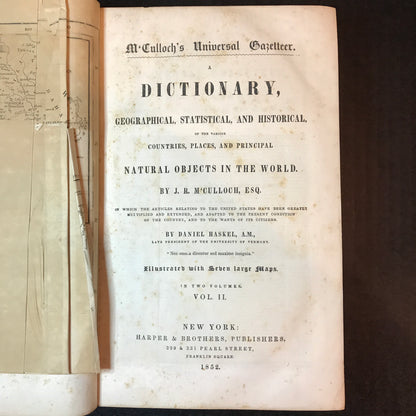 M'Culloch's Universal Gazetteer.
A
DICTIONARY,
GEOGRAPHICAL, STATISTICAL, AND HISTORICAL,
OF THE VARIOUS
COUNTRIES, PLACES, AND PRINCIPAL
NATURAL OBJECTS IN THE WORLD.
BY J. R. M'CULLOCH, ESQ.
IN WHICH THE ARTICLES RELATING TO THE UNITED STATES HAVE BEEN GREATLY
MULTIPLIED AND EXTENDED, AND ADAPTED TO THE PRESENT CONDITION
OF THE COUNTRY, AND TO THE WANTS OF ITS CITIZENS.
BY DANIEL HASKEL, A.M.,
LATE PRESIDENT OF THE UNIVERSITY OF VERMONT.
Illustrated with Seven large Maps.
IN TWO VOLUMES.
VOL. II.
NEW YORK:
HARPER & BROTHERS, PUBLISHERS,
329 & 331 PEARL STREET,
FRANKLIN SQUARE.
1852.